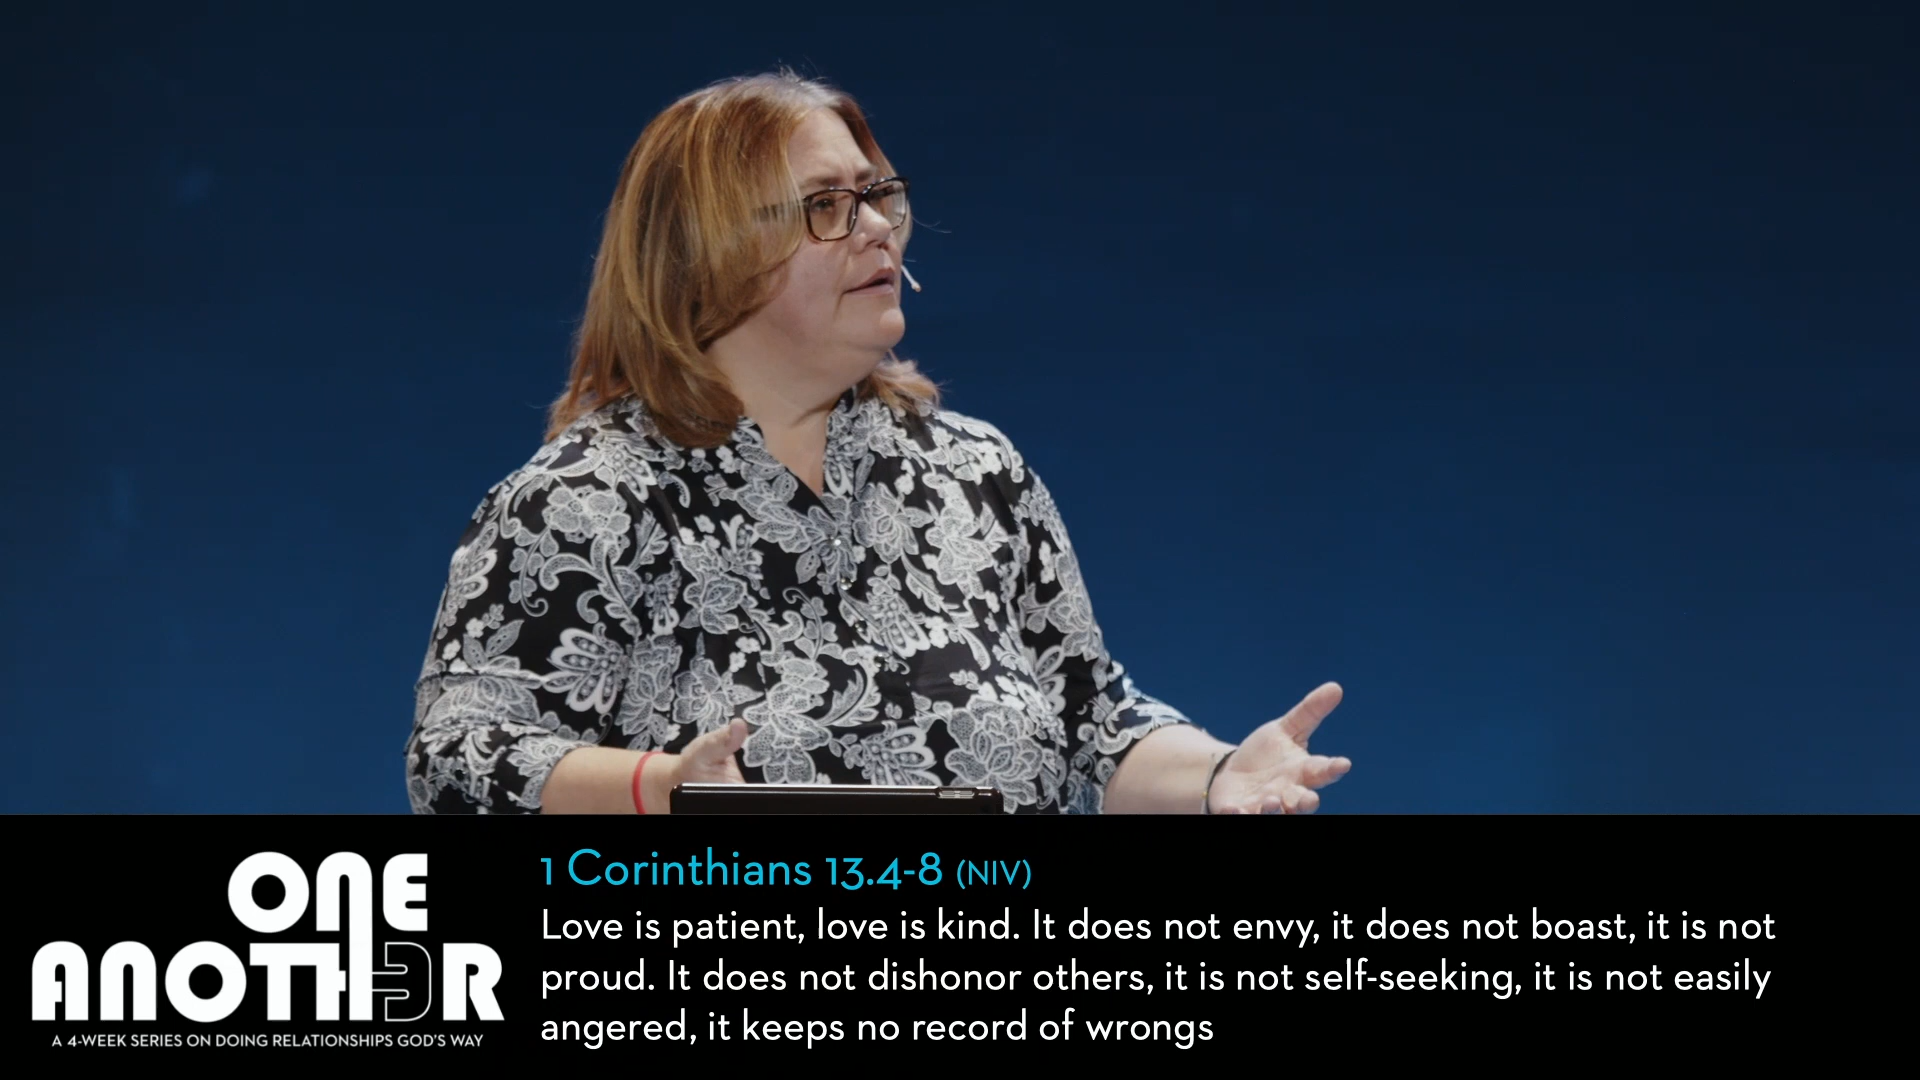 ONE
ANOTHER
A 4-WEEK SERIES ON DOING RELATIONSHIPS GOD'S WAY
1 Corinthians 13.4-8 (NIV)
Love is patient, love is kind. It does not envy, it does not boast, it is not
proud. It does not dishonor others, it is not self-seeking, it is not easily
angered, it keeps no record of wrongs